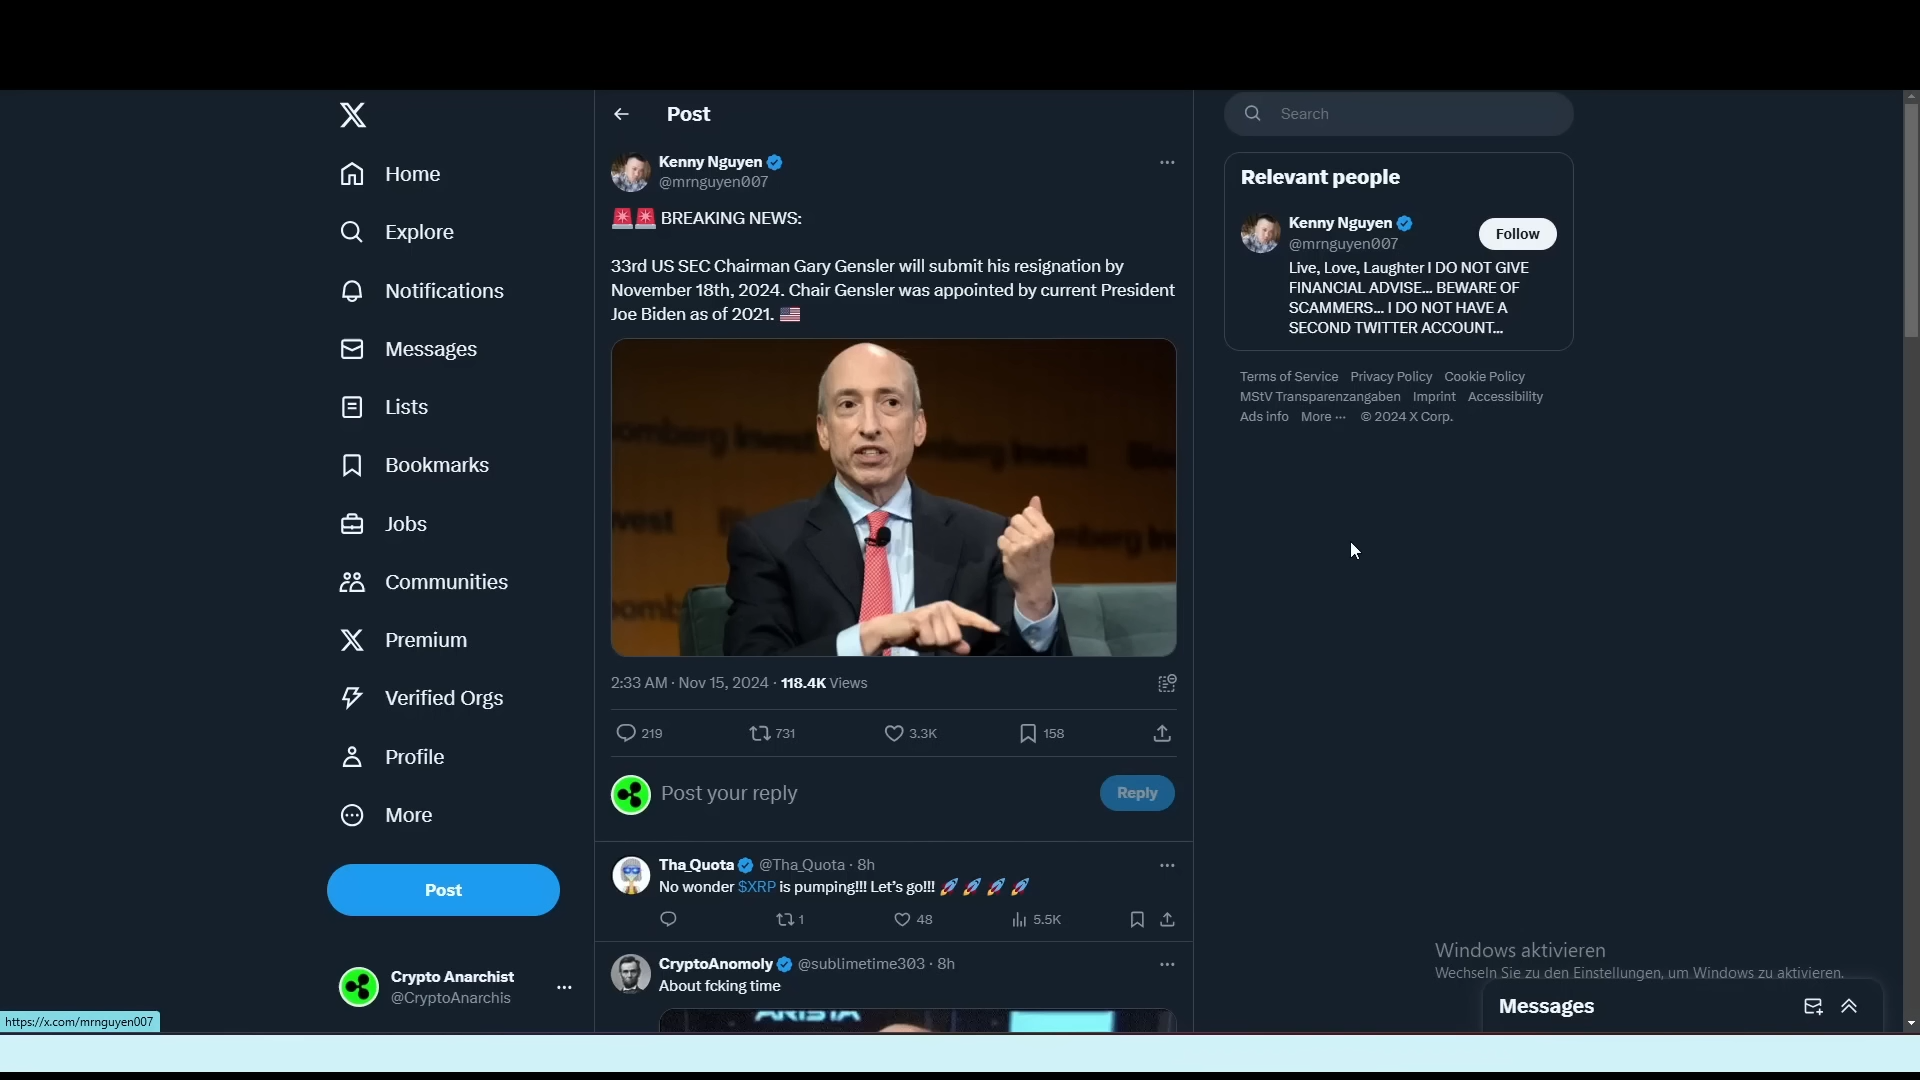 Post
Search
Home
Explore
Notifications
Messages
Lists
Bookmarks
Jobs
Communities
Premium
Verified Orgs
Profile
More
Post
Crypto Anarchist
@CryptoAnarchis
https://x.com/mrnguyen007
Kenny Nguyen
@mrnguyen007
🚨🚨 BREAKING NEWS:
33rd US SEC Chairman Gary Gensler will submit his resignation by
November 18th, 2024. Chair Gensler was appointed by current President
Joe Biden as of 2021. 🇺🇸
2:33 AM · Nov 15, 2024 · 118.4K Views
219 731 3.3K 158
Post your reply
Reply
Tha_Quota @Tha_Quota · 8h
No wonder $XRP is pumping!!! Let's go!!! 🚀 🚀 🚀 🚀
1 48 5.5K
CryptoAnomoly @sublimetime303 · 8h
About fcking time
Relevant people
Kenny Nguyen
@mrnguyen007
Follow
Live, Love, Laughter I DO NOT GIVE
FINANCIAL ADVISE... BEWARE OF
SCAMMERS... I DO NOT HAVE A
SECOND TWITTER ACCOUNT...
Terms of Service Privacy Policy Cookie Policy
MStV Transparenzangaben Imprint Accessibility
Ads info More ··· © 2024 X Corp.
Windows aktivieren
Wechseln Sie zu den Einstellungen, um Windows zu aktivieren.
Messages